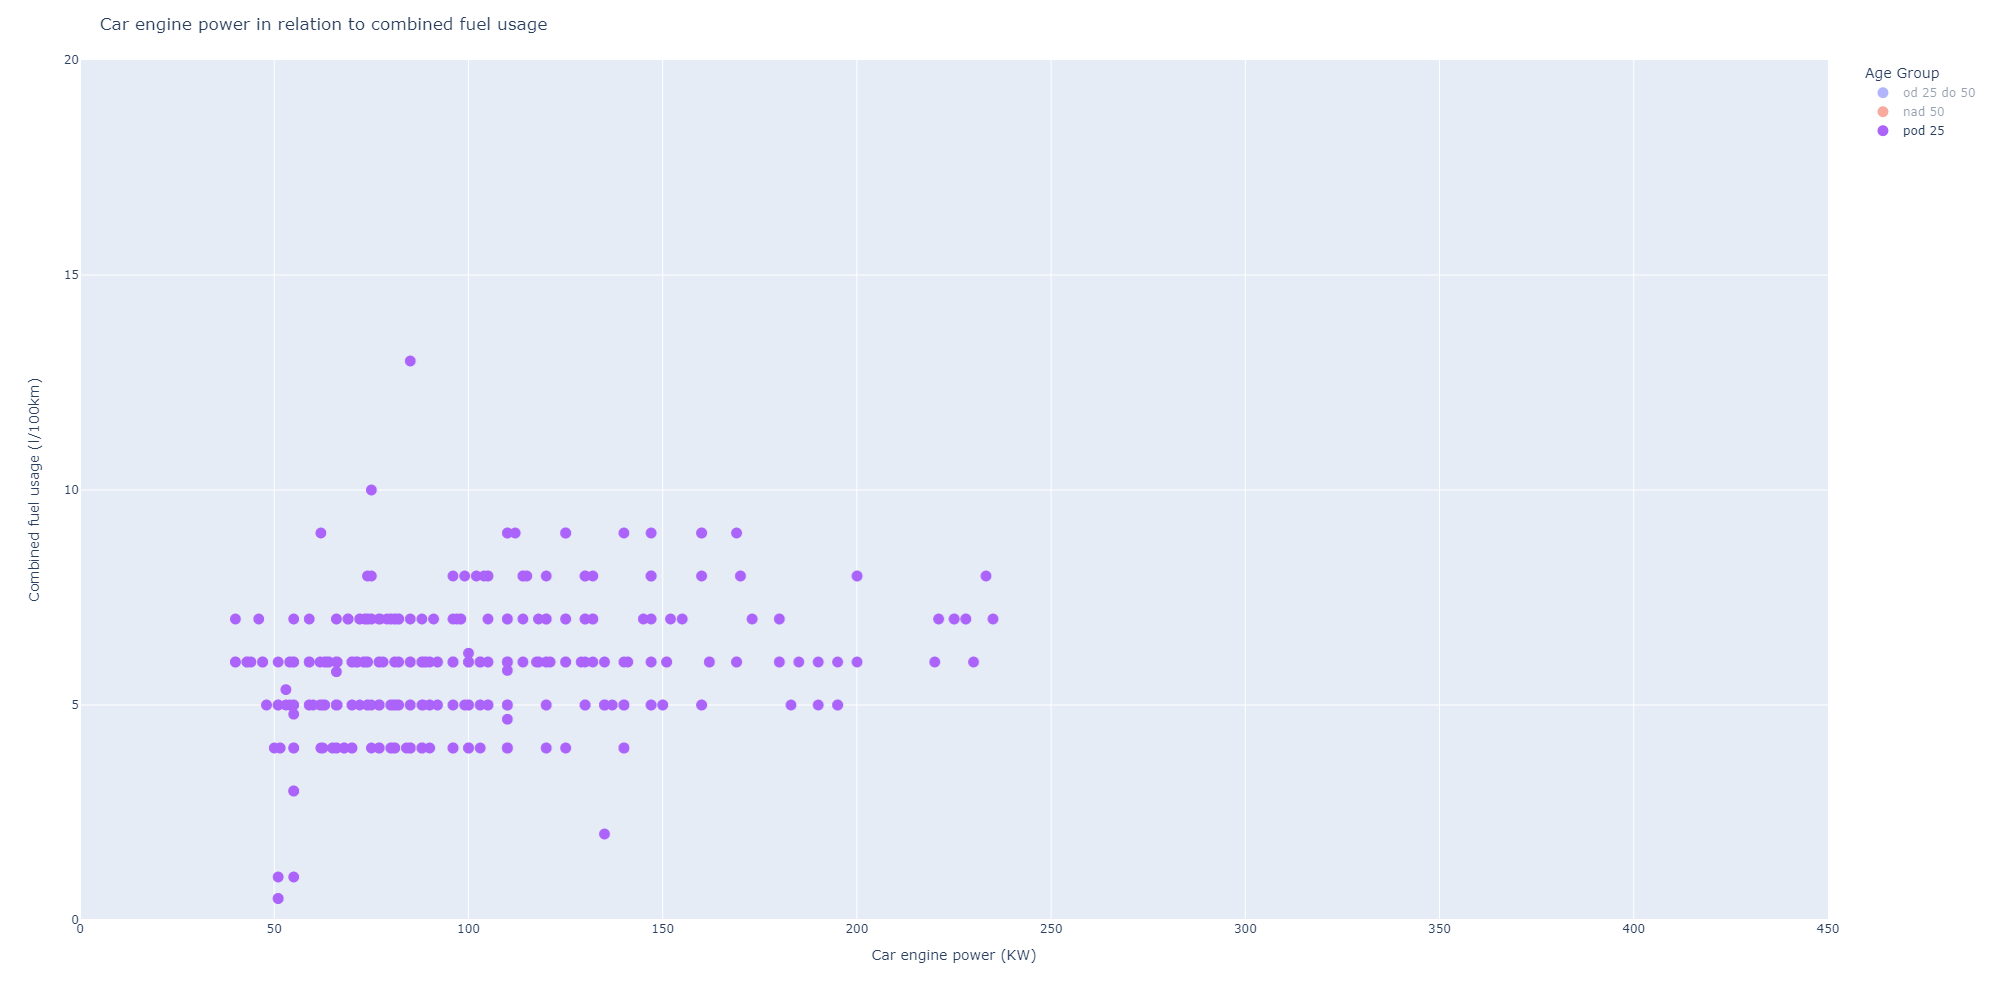 Car engine power in relation to combined fuel usage
Age Group
od 25 do 50
nad 50
pod 25
Combined fuel usage (l/100km)
20
15
10
5
0
0 50 100 150 200 250 300 350 400 450
Car engine power (KW)